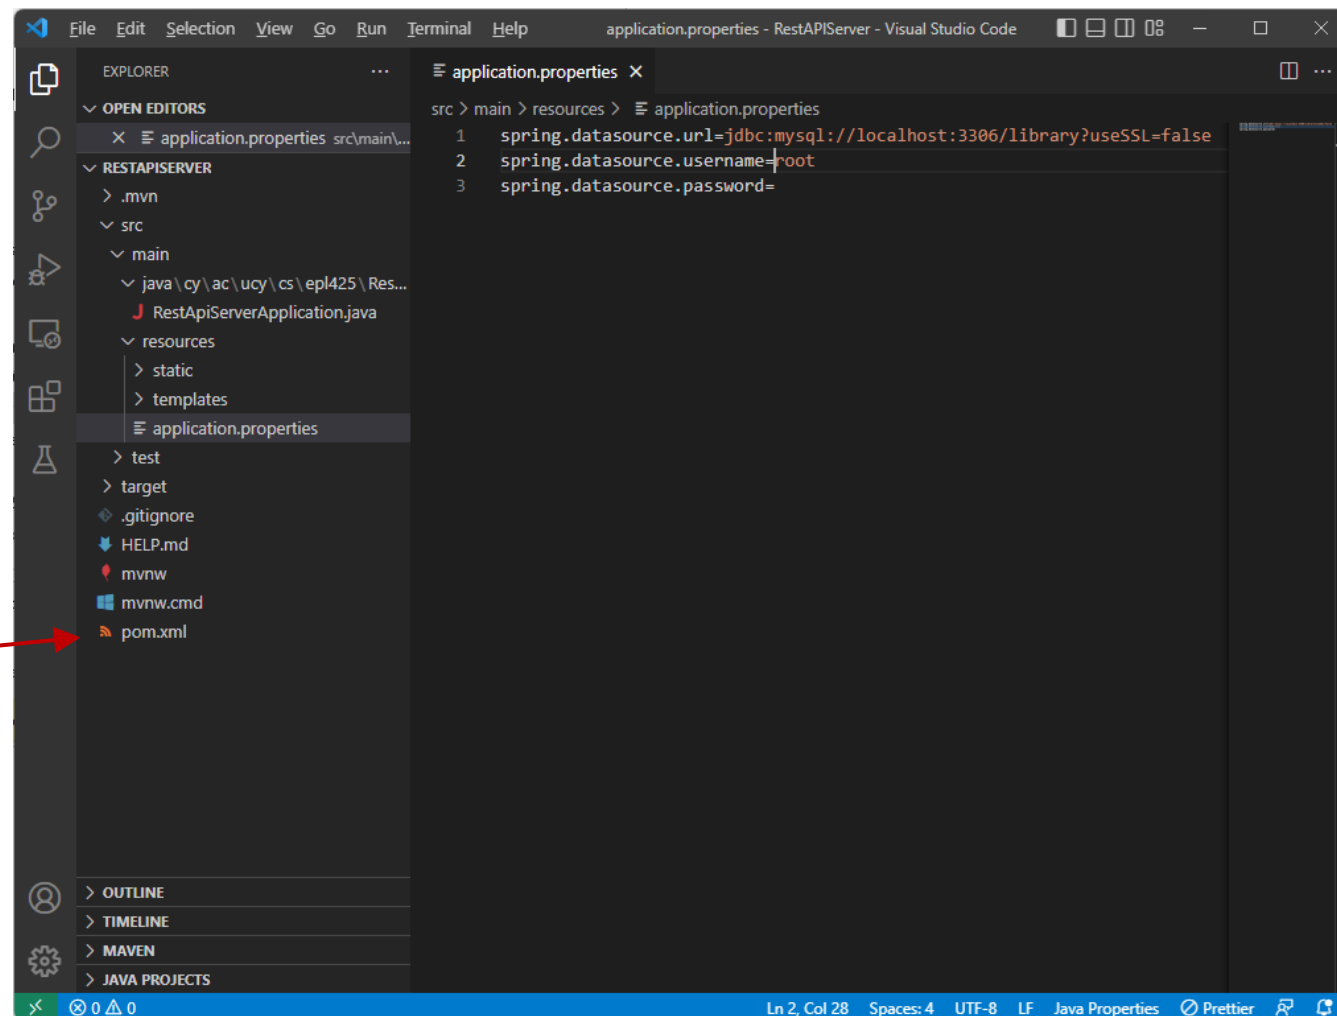 File Edit Selection View Go Run Terminal Help application.properties - RestAPIServer - Visual Studio Code
EXPLORER
OPEN EDITORS
application.properties src\main\...
RESTAPISERVER
.mvn
src
main
java\cy\ac\ucy\cs\epl425\Res...
RestApiServerApplication.java
resources
static
templates
application.properties
test
target
.gitignore
HELP.md
mvnw
mvnw.cmd
pom.xml
OUTLINE
TIMELINE
MAVEN
JAVA PROJECTS
application.properties
src > main > resources > application.properties
1 spring.datasource.url=jdbc:mysql://localhost:3306/library?useSSL=false
2 spring.datasource.username=root
3 spring.datasource.password=
0 0 Ln 2, Col 28 Spaces: 4 UTF-8 LF Java Properties Prettier